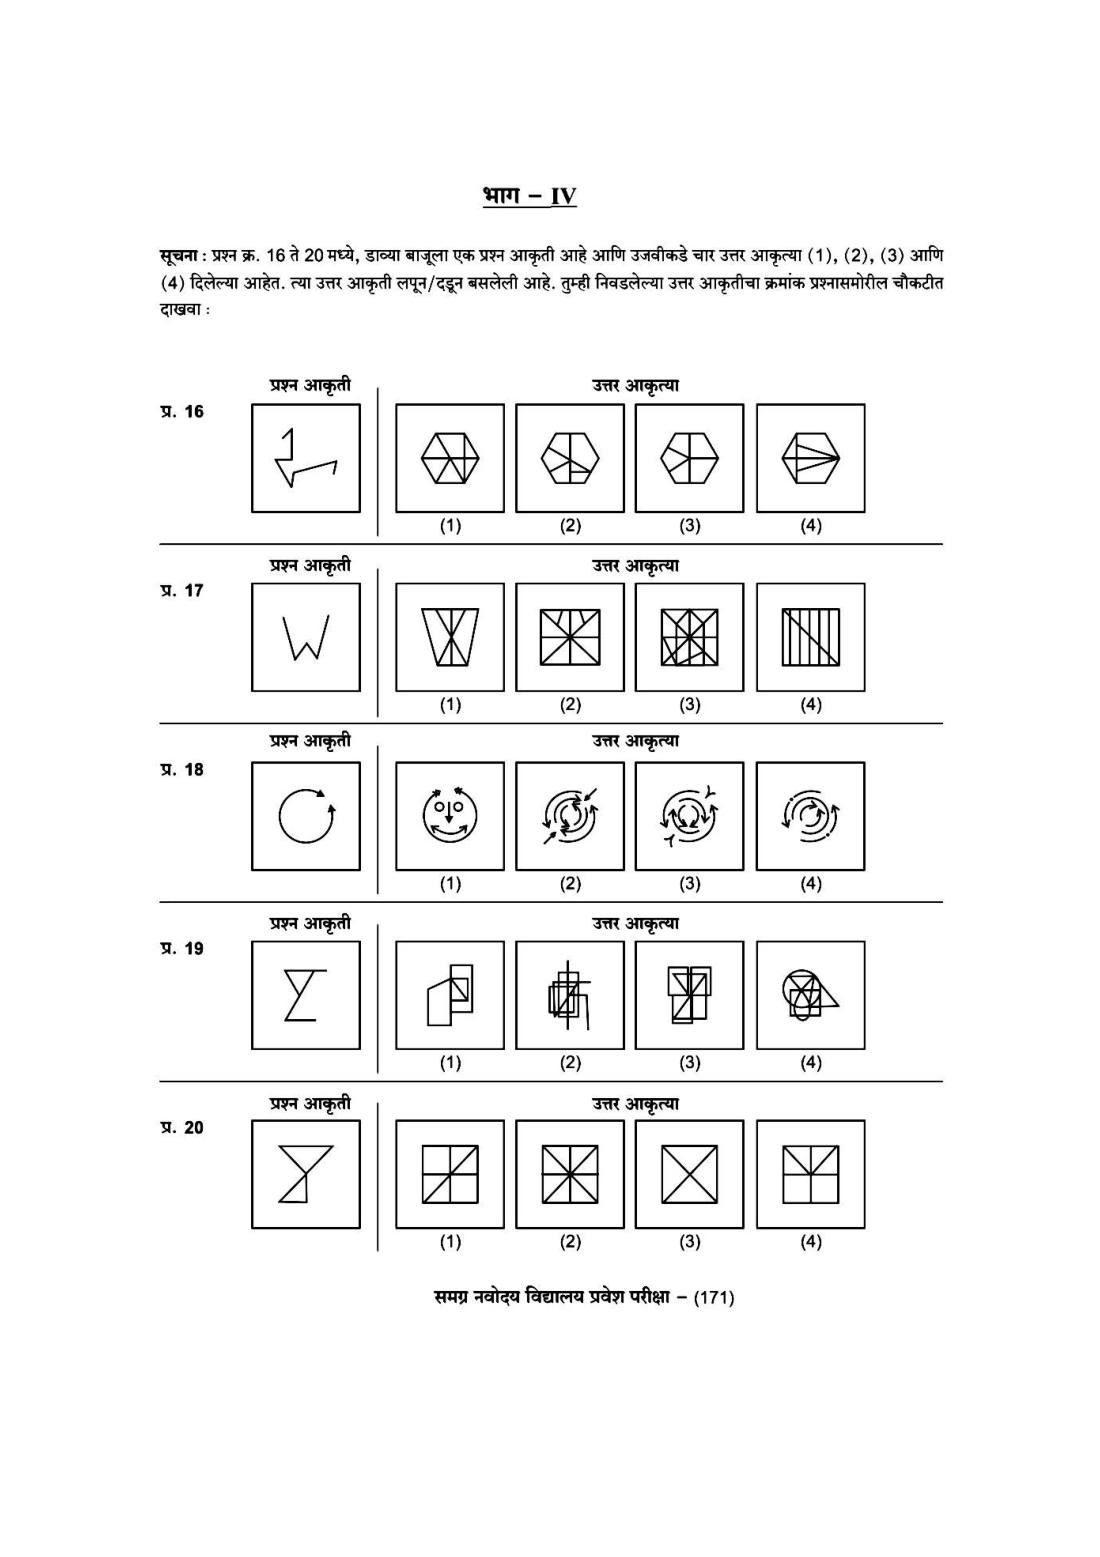 भाग – IV
सूचना : प्रश्न क्र. 16 ते 20 मध्ये, डाव्या बाजूला एक प्रश्न आकृती आहे आणि उजवीकडे चार उत्तर आकृत्या (1), (2), (3) आणि
(4) दिलेल्या आहेत. त्या उत्तर आकृती लपून/दडून बसलेली आहे. तुम्ही निवडलेल्या उत्तर आकृतीचा क्रमांक प्रश्नासमोरील चौकटीत
दाखवा :
प्रश्न आकृती उत्तर आकृत्या
प्र. 16
(1) (2) (3) (4)
प्रश्न आकृती उत्तर आकृत्या
प्र. 17
(1) (2) (3) (4)
प्रश्न आकृती उत्तर आकृत्या
प्र. 18
(1) (2) (3) (4)
प्रश्न आकृती उत्तर आकृत्या
प्र. 19
(1) (2) (3) (4)
प्रश्न आकृती उत्तर आकृत्या
प्र. 20
(1) (2) (3) (4)
समग्र नवोदय विद्यालय प्रवेश परीक्षा – (171)